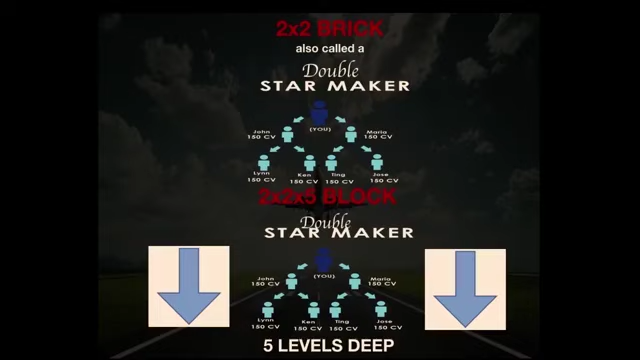 2x2 BRICK
also called a
Double
STAR MAKER
(YOU)
John
150 CV
Maria
150 CV
Lynn
150 CV
Ken
150 CV
Ting
150 CV
Jose
150 CV
2x2x5 BLOCK
Double
STAR MAKER
(YOU)
John
150 CV
Maria
150 CV
Lynn
150 CV
Ken
150 CV
Ting
150 CV
Jose
150 CV
5 LEVELS DEEP